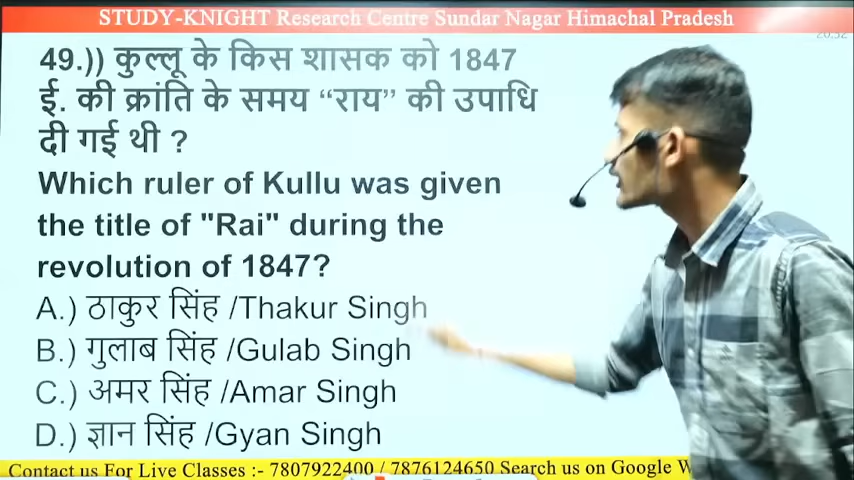 STUDY-KNIGHT Research Centre Sundar Nagar Himachal Pradesh
49.)) कुल्लू के किस शासक को 1847
ई. की क्रांति के समय “राय” की उपाधि
दी गई थी ?
Which ruler of Kullu was given
the title of "Rai" during the
revolution of 1847?
A.) ठाकुर सिंह /Thakur Singh
B.) गुलाब सिंह /Gulab Singh
C.) अमर सिंह /Amar Singh
D.) ज्ञान सिंह /Gyan Singh
Contact us For Live Classes :- 7807922400 / 7876124650 Search us on Google